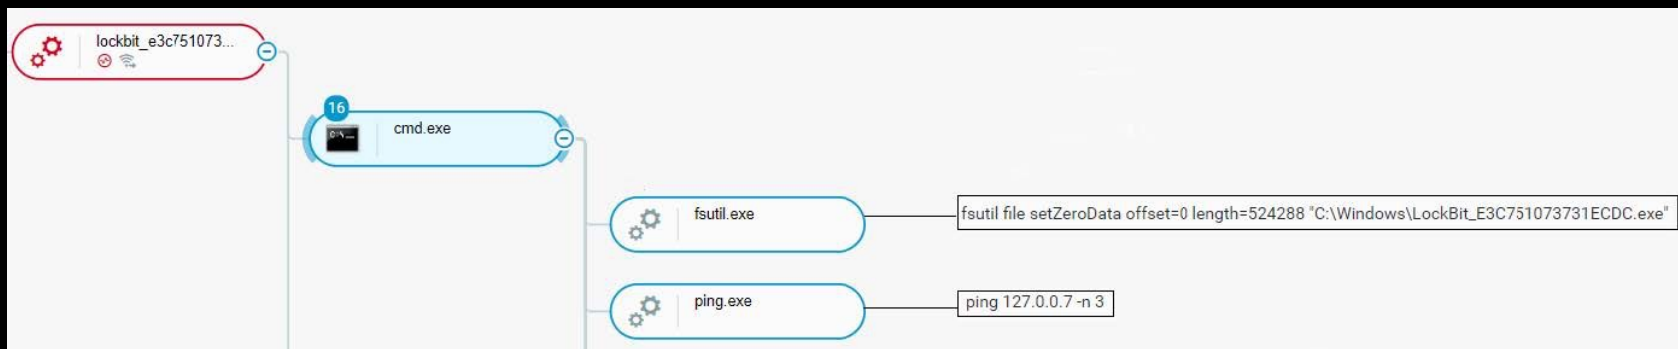 lockbit_e3c751073...
16
cmd.exe
fsutil.exe
fsutil file setZeroData offset=0 length=524288 "C:\Windows\LockBit_E3C751073731ECDC.exe"
ping.exe
ping 127.0.0.7 -n 3